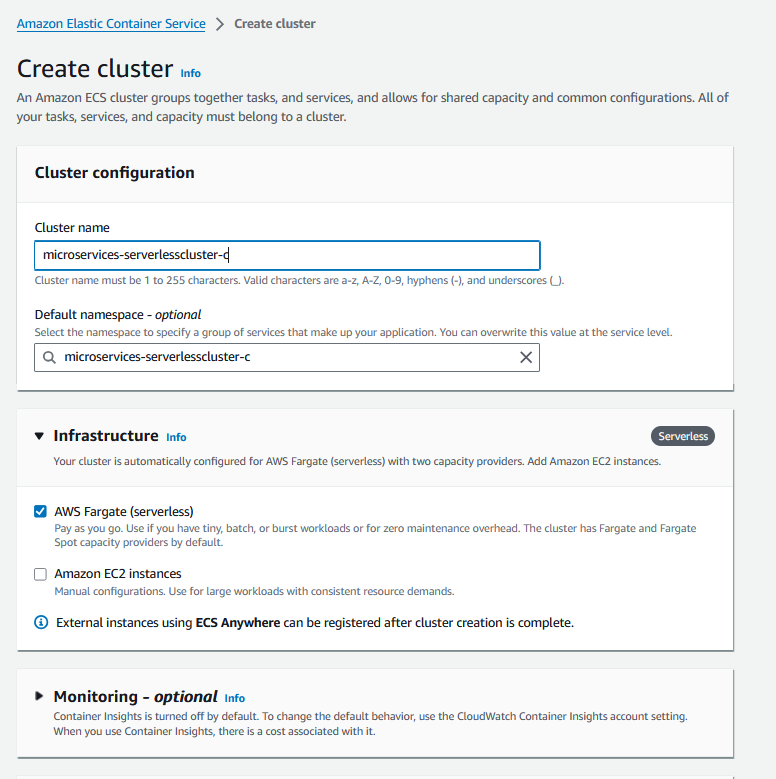 Amazon Elastic Container Service > Create cluster
Create cluster Info
An Amazon ECS cluster groups together tasks, and services, and allows for shared capacity and common configurations. All of
your tasks, services, and capacity must belong to a cluster.
Cluster configuration
Cluster name
microservices-serverlesscluster-c
Cluster name must be 1 to 255 characters. Valid characters are a-z, A-Z, 0-9, hyphens (-), and underscores (_).
Default namespace - optional
Select the namespace to specify a group of services that make up your application. You can overwrite this value at the service level.
microservices-serverlesscluster-c
Infrastructure Info Serverless
Your cluster is automatically configured for AWS Fargate (serverless) with two capacity providers. Add Amazon EC2 instances.
AWS Fargate (serverless)
Pay as you go. Use if you have tiny, batch, or burst workloads or for zero maintenance overhead. The cluster has Fargate and Fargate
Spot capacity providers by default.
Amazon EC2 instances
Manual configurations. Use for large workloads with consistent resource demands.
External instances using ECS Anywhere can be registered after cluster creation is complete.
Monitoring - optional Info
Container Insights is turned off by default. To change the default behavior, use the CloudWatch Container Insights account setting.
When you use Container Insights, there is a cost associated with it.